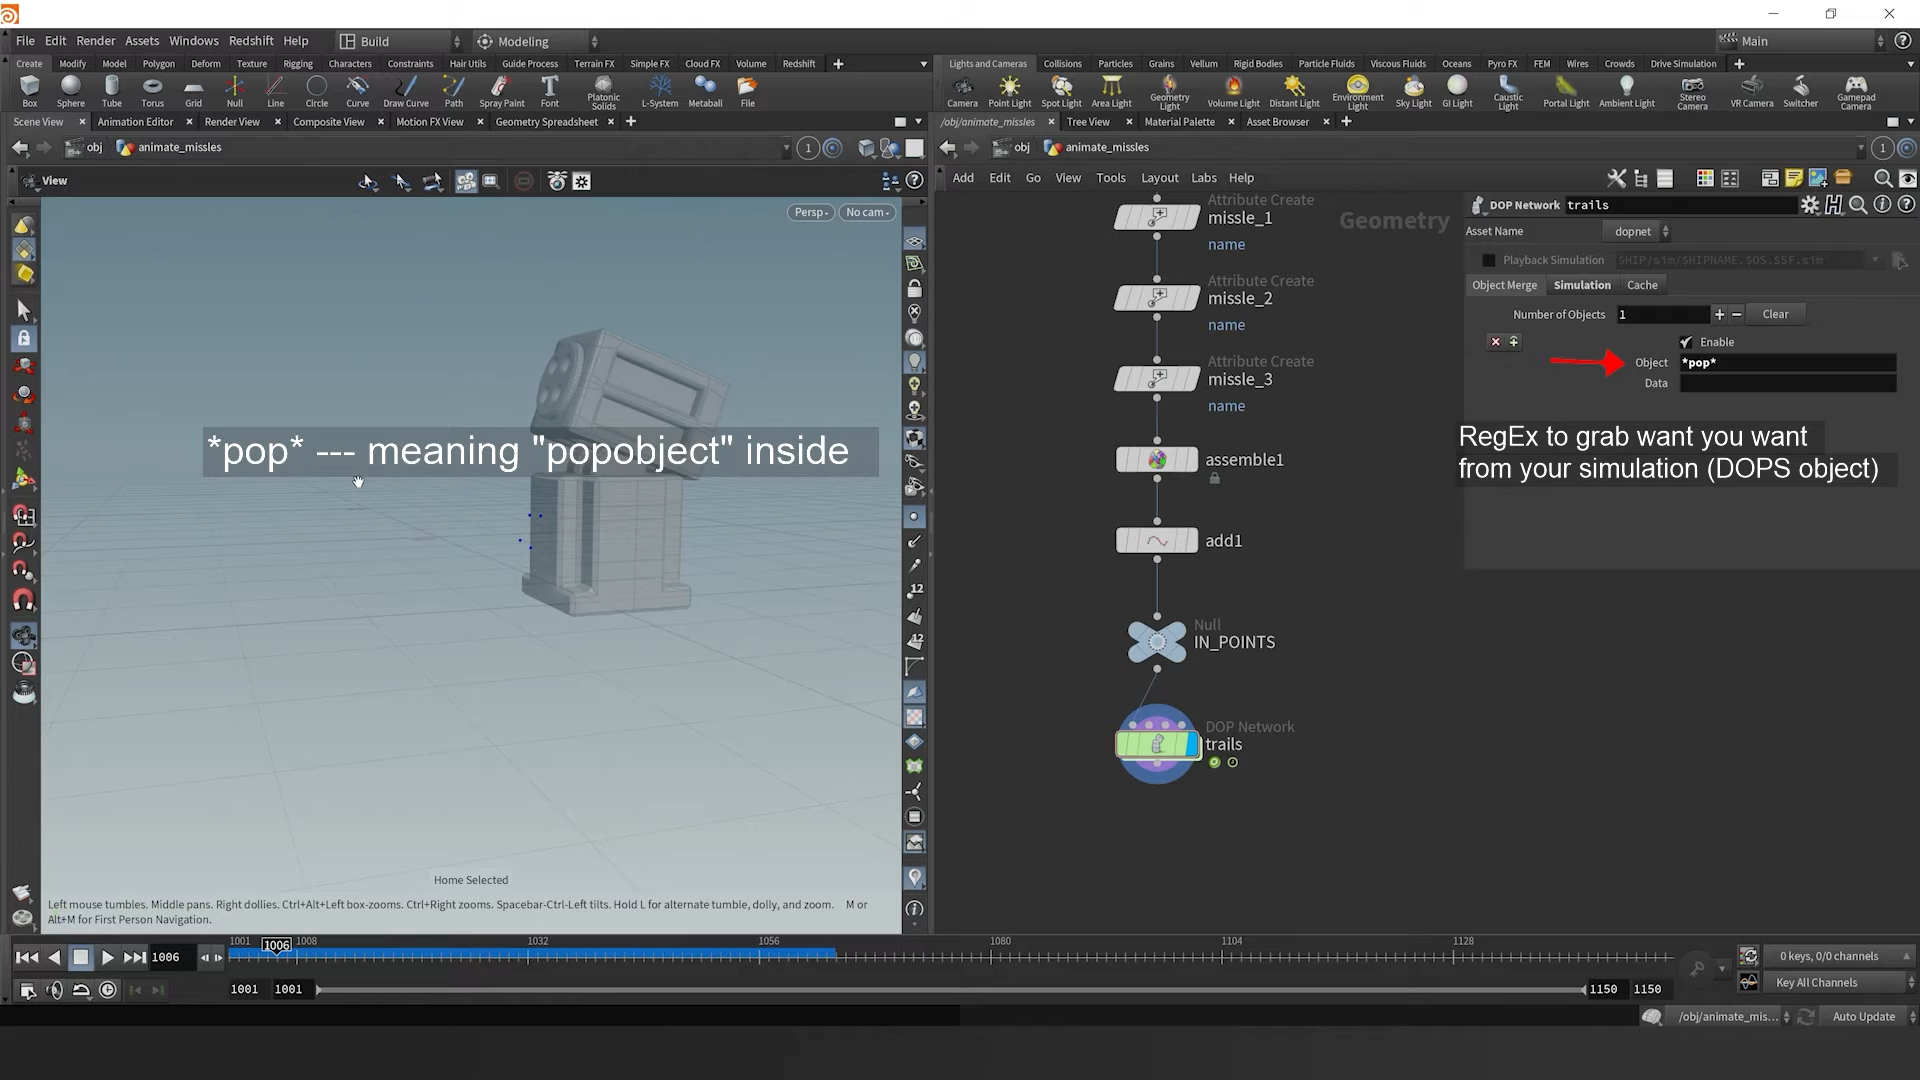 File Edit Render Assets Windows Redshift Help Build Modeling Main
Create Modify Model Polygon Deform Texture Rigging Characters Constraints Hair Utils Guide Process Terrain FX Simple FX Cloud FX Volume Redshift
Box Sphere Tube Torus Grid Null Line Circle Curve Draw Curve Path Spray Paint Font Platonic Solids L-System Metaball File
Lights and Cameras Collisions Particles Grains Vellum Rigid Bodies Particle Fluids Viscous Fluids Oceans Pyro FX FEM Wires Crowds Drive Simulation
Camera Point Light Spot Light Area Light Geometry Light Volume Light Distant Light Environment Light Sky Light GI Light Caustic Light Portal Light Ambient Light Stereo Camera VR Camera Switcher Gamepad Camera
Scene View Animation Editor Render View Composite View Motion FX View Geometry Spreadsheet
/obj/animate_missles Tree View Material Palette Asset Browser
obj animate_missles 1
obj animate_missles 1
View
Persp No cam
Add Edit Go View Tools Layout Labs Help
Geometry
Attribute Create
missle_1
name
Attribute Create
missle_2
name
Attribute Create
missle_3
name
assemble1
add1
Null
IN_POINTS
DOP Network
trails
DOP Network trails
Asset Name dopnet
Playback Simulation $HIP/sim/$HIPNAME.$OS.$SF.sim
Object Merge Simulation Cache
Number of Objects 1 Clear
Enable
Object *pop*
Data
RegEx to grab want you want
from your simulation (DOPS object)
*pop* --- meaning "popobject" inside
12
12
Home Selected
Left mouse tumbles. Middle pans. Right dollies. Ctrl+Alt+Left box-zooms. Ctrl+Right zooms. Spacebar-Ctrl-Left tilts. Hold L for alternate tumble, dolly, and zoom. M or
Alt+M for First Person Navigation.
1001 1006 1008 1032 1056 1080 1104 1128
1006
0 keys, 0/0 channels
1001 1001 1150 1150
Key All Channels
/obj/animate_mis... Auto Update